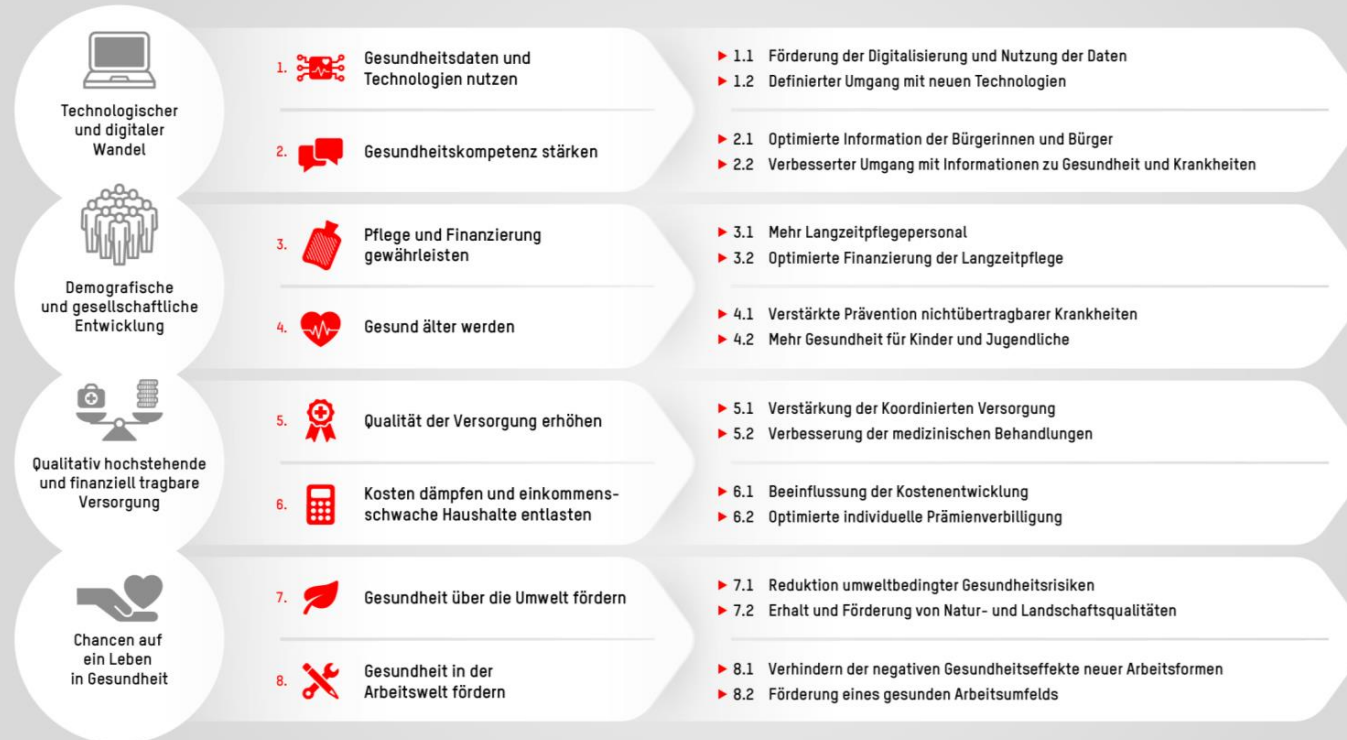 Technologischer
und digitaler
Wandel
1. Gesundheitsdaten und
Technologien nutzen
▶ 1.1 Förderung der Digitalisierung und Nutzung der Daten
▶ 1.2 Definierter Umgang mit neuen Technologien
2. Gesundheitskompetenz stärken
▶ 2.1 Optimierte Information der Bürgerinnen und Bürger
▶ 2.2 Verbesserter Umgang mit Informationen zu Gesundheit und Krankheiten
Demografische
und gesellschaftliche
Entwicklung
3. Pflege und Finanzierung
gewährleisten
▶ 3.1 Mehr Langzeitpflegepersonal
▶ 3.2 Optimierte Finanzierung der Langzeitpflege
4. Gesund älter werden
▶ 4.1 Verstärkte Prävention nichtübertragbarer Krankheiten
▶ 4.2 Mehr Gesundheit für Kinder und Jugendliche
Qualitativ hochstehende
und finanziell tragbare
Versorgung
5. Qualität der Versorgung erhöhen
▶ 5.1 Verstärkung der Koordinierten Versorgung
▶ 5.2 Verbesserung der medizinischen Behandlungen
6. Kosten dämpfen und einkommens-
schwache Haushalte entlasten
▶ 6.1 Beeinflussung der Kostenentwicklung
▶ 6.2 Optimierte individuelle Prämienverbilligung
Chancen auf
ein Leben
in Gesundheit
7. Gesundheit über die Umwelt fördern
▶ 7.1 Reduktion umweltbedingter Gesundheitsrisiken
▶ 7.2 Erhalt und Förderung von Natur- und Landschaftsqualitäten
8. Gesundheit in der
Arbeitswelt fördern
▶ 8.1 Verhindern der negativen Gesundheitseffekte neuer Arbeitsformen
▶ 8.2 Förderung eines gesunden Arbeitsumfelds